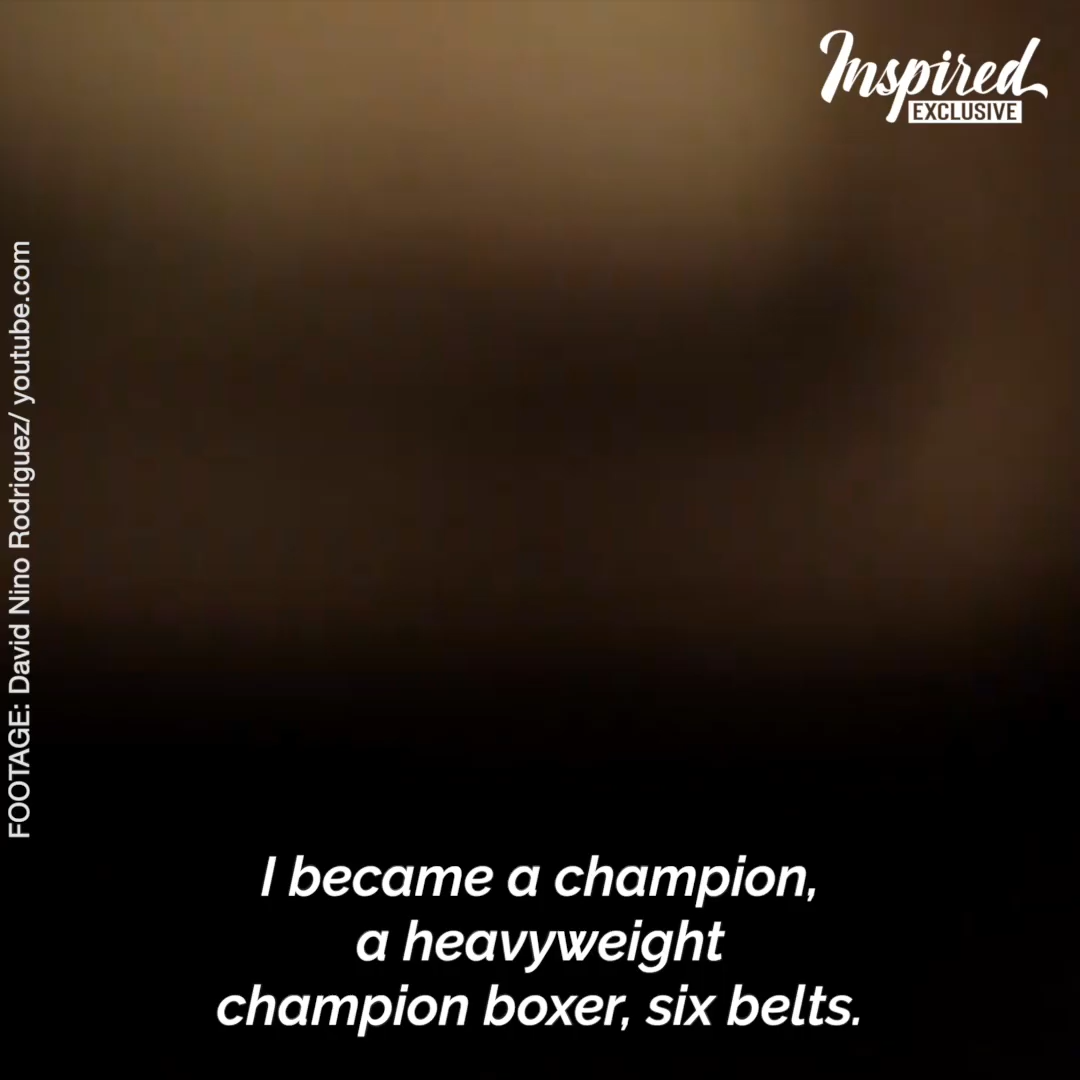 Inspired
EXCLUSIVE
FOOTAGE: David Nino Rodriguez/ youtube.com
I became a champion,
a heavyweight
champion boxer, six belts.